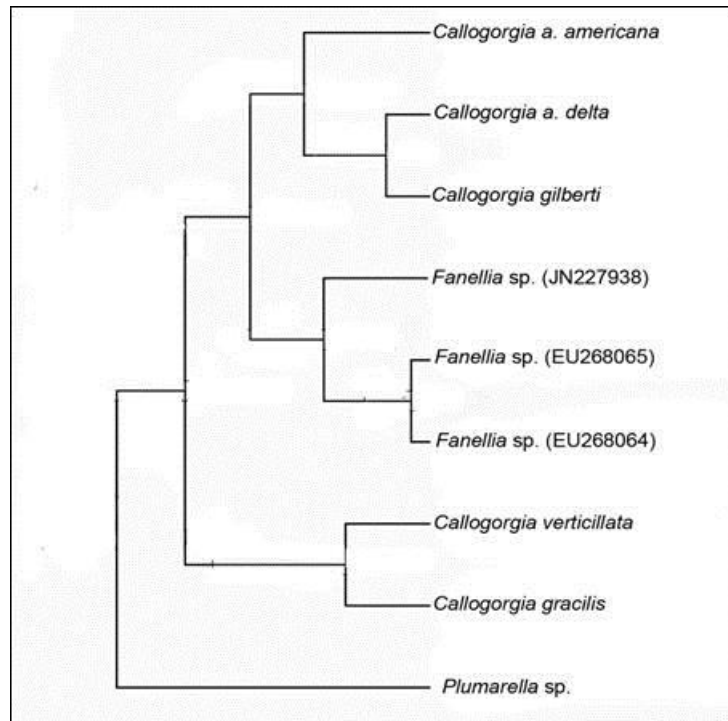 Callogorgia a. americana
Callogorgia a. delta
Callogorgia gilberti
Fanellia sp. (JN227938)
Fanellia sp. (EU268065)
Fanellia sp. (EU268064)
Callogorgia verticillata
Callogorgia gracilis
Plumarella sp.